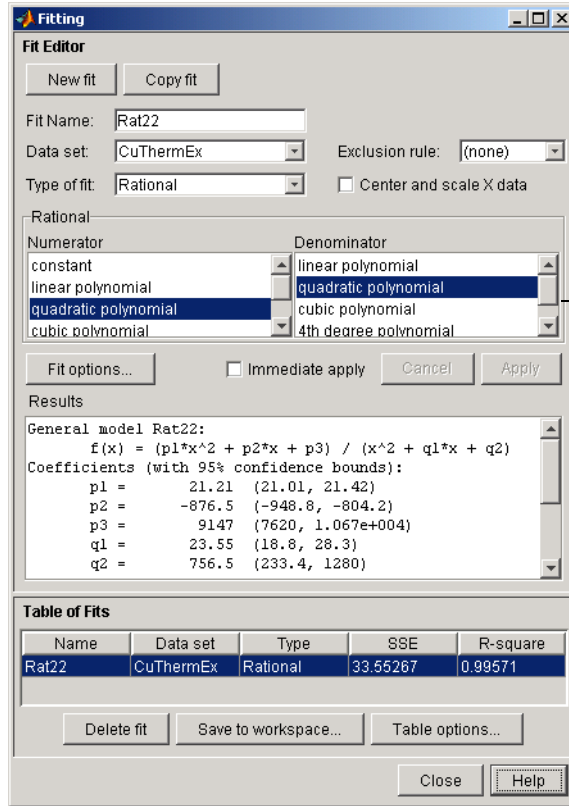 Fitting
Fit Editor
New fit Copy fit
Fit Name: Rat22
Data set: CuThermEx Exclusion rule: (none)
Type of fit: Rational Center and scale X data
Rational
Numerator Denominator
constant linear polynomial
linear polynomial quadratic polynomial
quadratic polynomial cubic polynomial
cubic polynomial 4th degree polynomial
Fit options... Immediate apply Cancel Apply
Results
General model Rat22:
f(x) = (p1*x^2 + p2*x + p3) / (x^2 + q1*x + q2)
Coefficients (with 95% confidence bounds):
p1 = 21.21 (21.01, 21.42)
p2 = -876.5 (-948.8, -804.2)
p3 = 9147 (7620, 1.067e+004)
q1 = 23.55 (18.8, 28.3)
q2 = 756.5 (233.4, 1280)
Table of Fits
Name Data set Type SSE R-square
Rat22 CuThermEx Rational 33.55267 0.99571
Delete fit Save to workspace... Table options...
Close Help